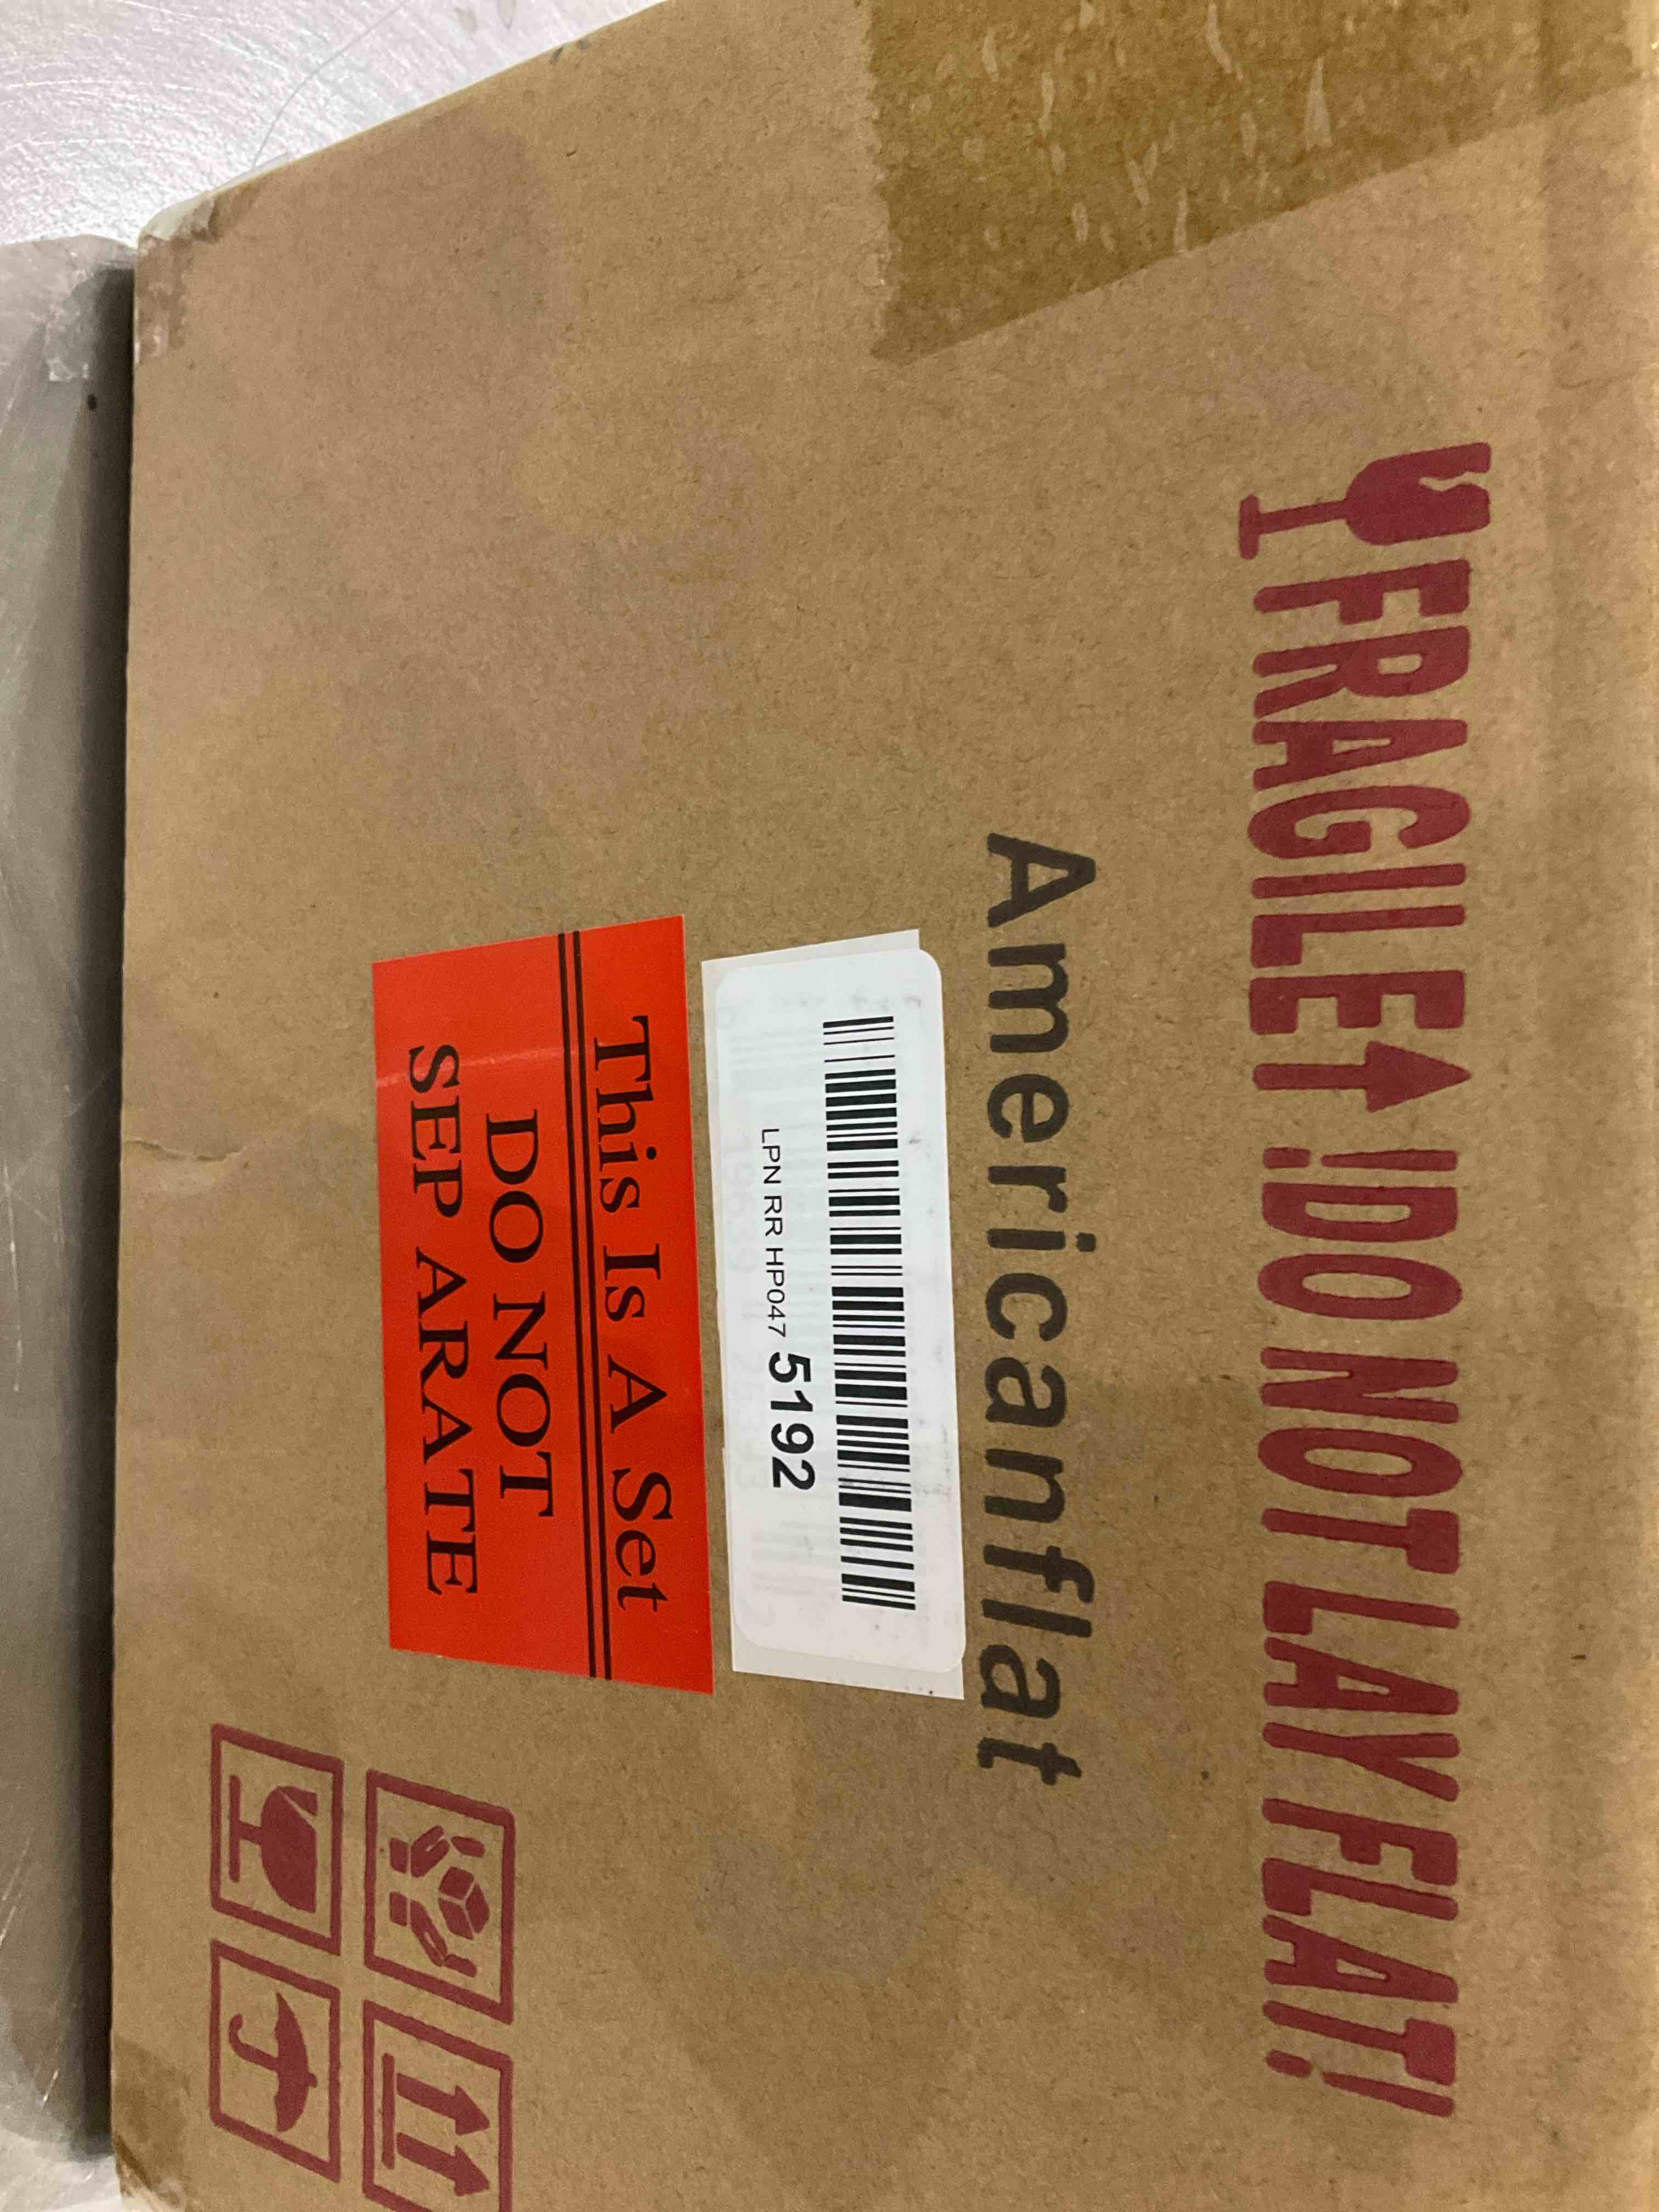 FRAGILE !DO NOT LAY FLAT!
Americanflat
LPN RR HP047 5192
This Is A Set
DO NOT
SEP ARATE